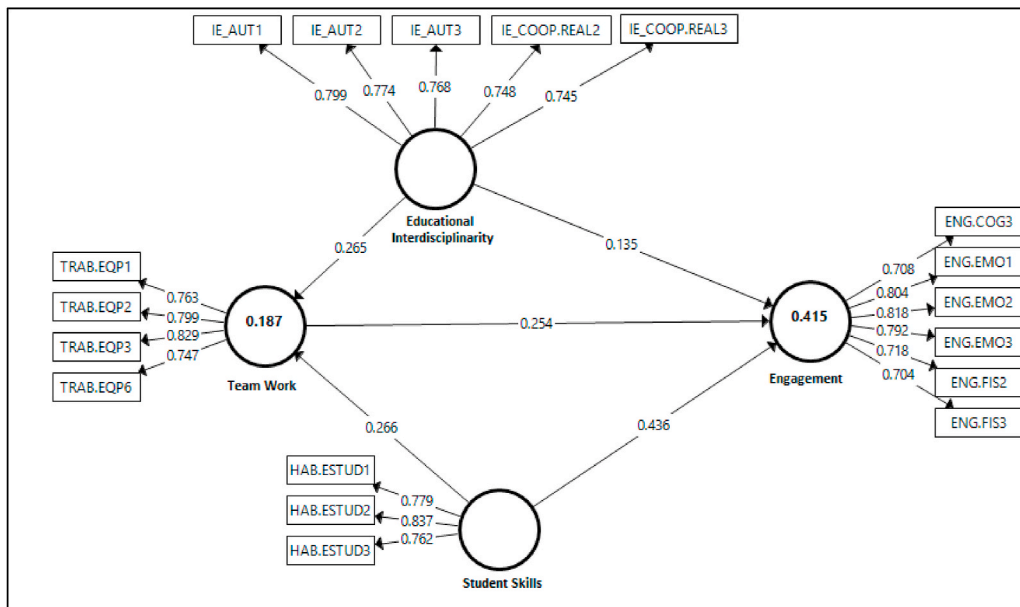 IE_AUT1
IE_AUT2
IE_AUT3
IE_COOP.REAL2
IE_COOP.REAL3
0.799
0.774
0.768
0.748
0.745
Educational
Interdisciplinarity
0.265
0.135
TRAB.EQP1
TRAB.EQP2
TRAB.EQP3
TRAB.EQP6
0.763
0.799
0.829
0.747
0.187
Team Work
0.254
0.415
Engagement
0.708
0.804
0.818
0.792
0.718
0.704
ENG.COG3
ENG.EMO1
ENG.EMO2
ENG.EMO3
ENG.FIS2
ENG.FIS3
0.266
0.436
HAB.ESTUD1
HAB.ESTUD2
HAB.ESTUD3
0.779
0.837
0.762
Student Skills